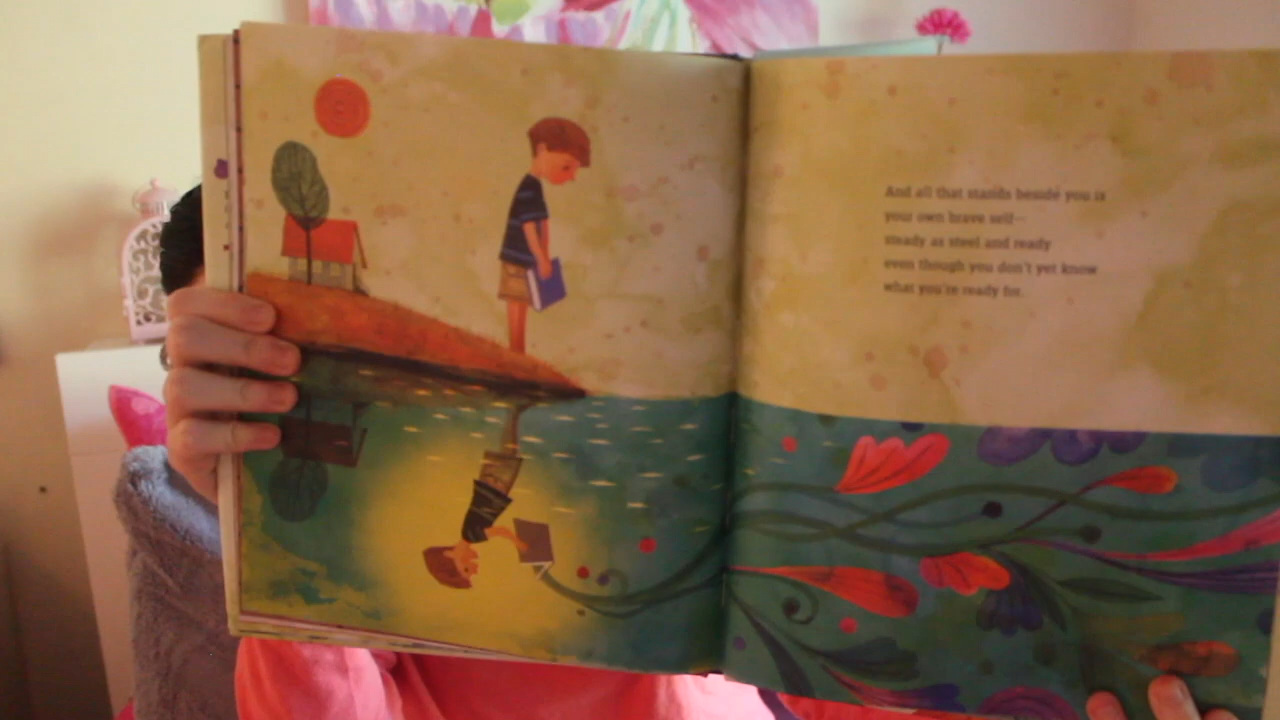 And all that stands beside you is
your own brave self—
steady as steel and ready
even though you don't yet know
what you're ready for.